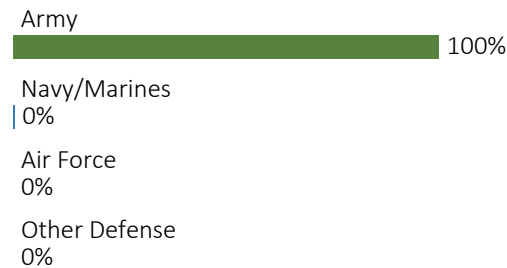 Army
100%
Navy/Marines
0%
Air Force
0%
Other Defense
0%